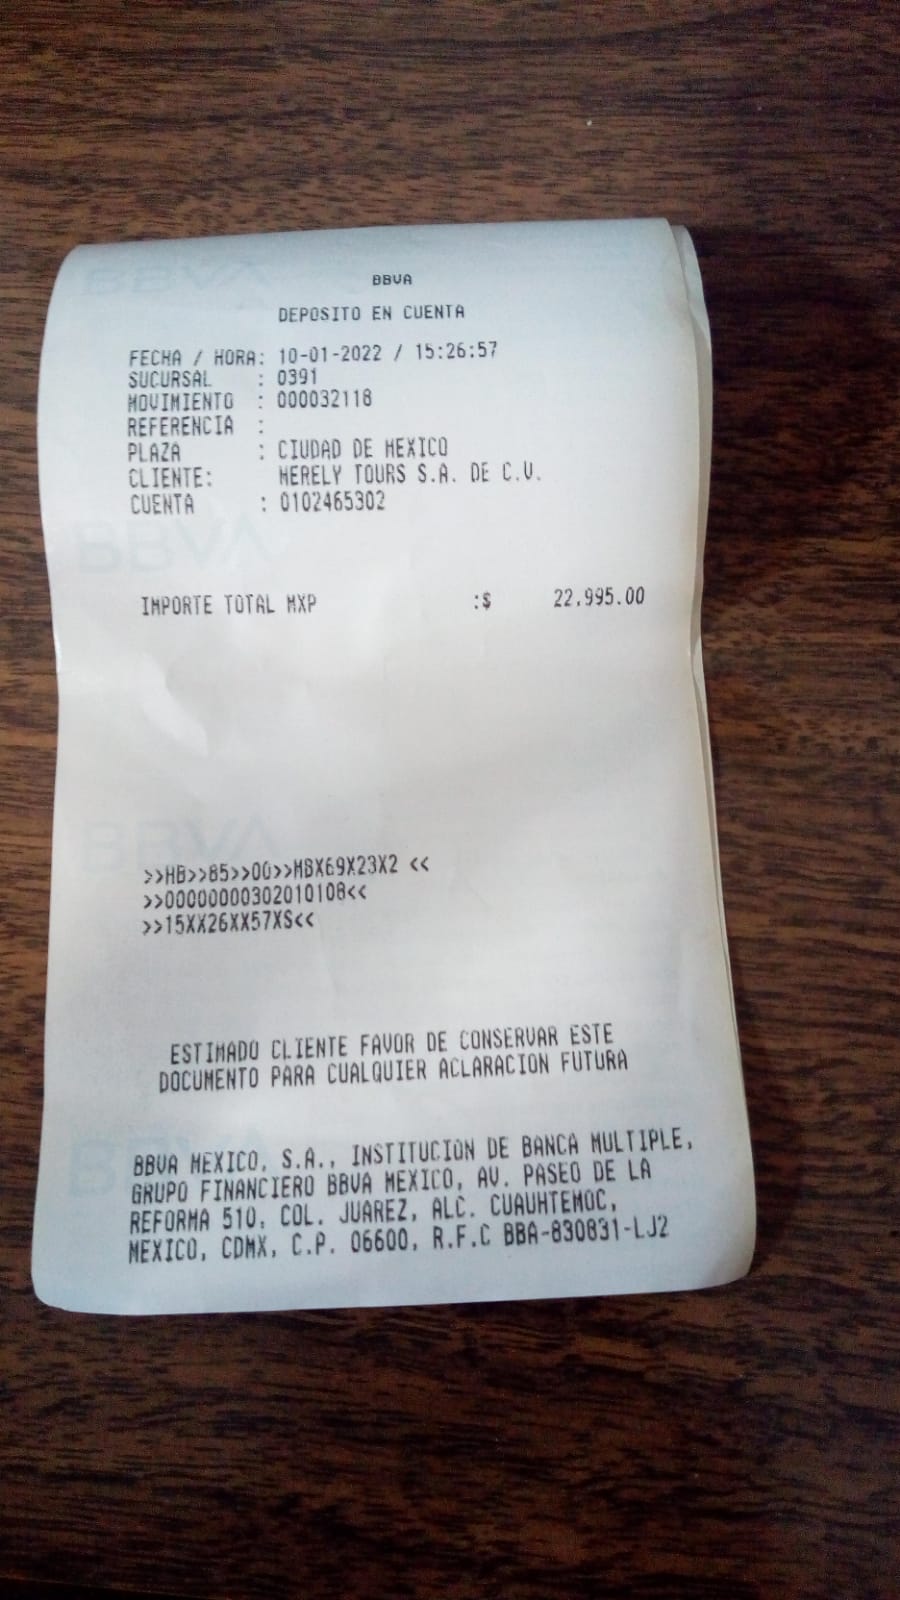 BBVA
DEPOSITO EN CUENTA
FECHA / HORA: 10-01-2022 / 15:26:57
SUCURSAL : 0391
MOVIMIENTO : 000032118
REFERENCIA :
PLAZA : CIUDAD DE MEXICO
CLIENTE: MERELY TOURS S.A. DE C.V.
CUENTA : 0102465302
IMPORTE TOTAL MXP :$ 22,995.00
>>HB>>85>>00>>MBX69X23X2 <<
>>00000000302010108<<
>>15XX26XX57XS<<
ESTIMADO CLIENTE FAVOR DE CONSERVAR ESTE
DOCUMENTO PARA CUALQUIER ACLARACION FUTURA
BBVA MEXICO, S.A., INSTITUCION DE BANCA MULTIPLE,
GRUPO FINANCIERO BBVA MEXICO, AV. PASEO DE LA
REFORMA 510, COL. JUAREZ, ALC. CUAUHTEMOC,
MEXICO, CDMX, C.P. 06600, R.F.C BBA-830831-LJ2